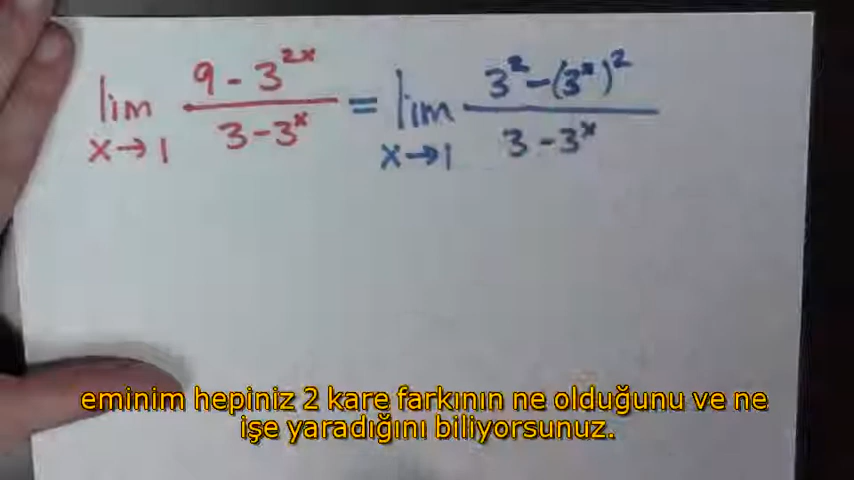 lim 9 - 3^{2x} / 3 - 3^x = lim 3^2 - (3^x)^2 / 3 - 3^x
x→1 x→1
eminim hepiniz 2 kare farkının ne olduğunu ve ne
işe yaradığını biliyorsunuz.